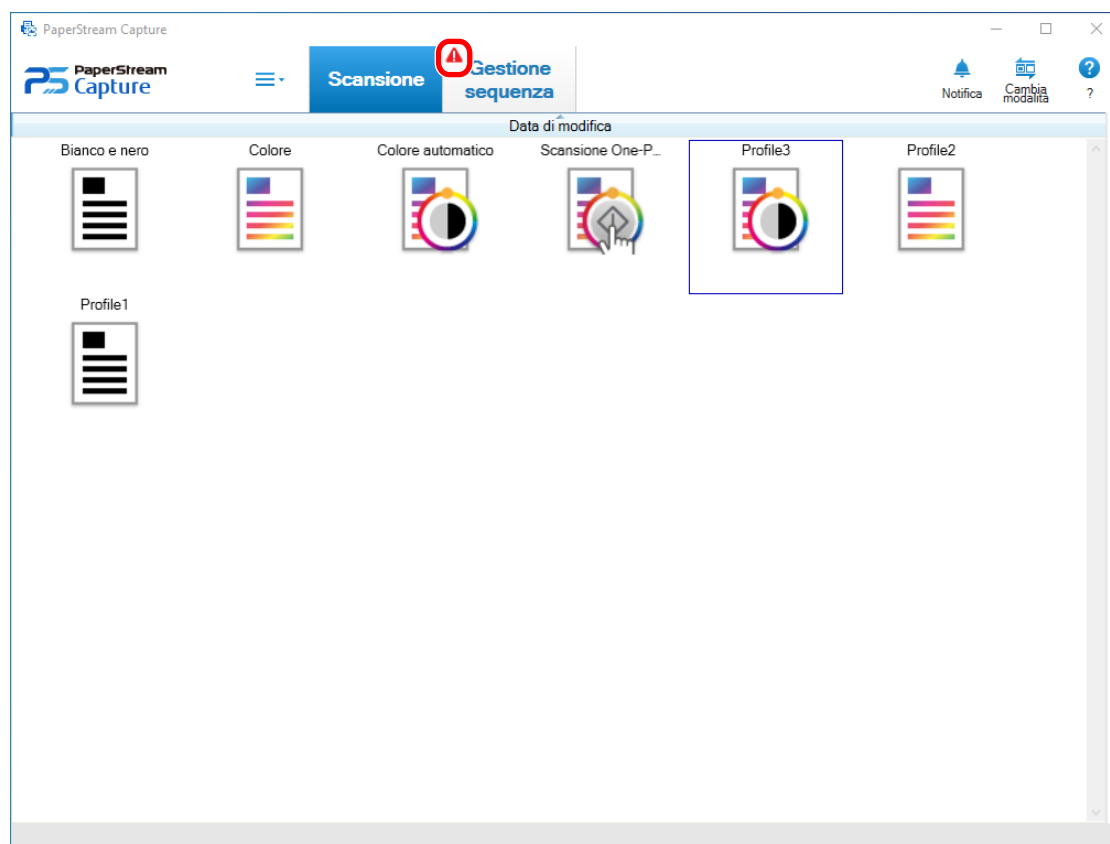 PaperStream Capture
PaperStream
Capture
Scansione
Gestione
sequenza
Notifica
Cambia
modalità
?
Data di modifica
Bianco e nero
Colore
Colore automatico
Scansione One-P...
Profile3
Profile2
Profile1